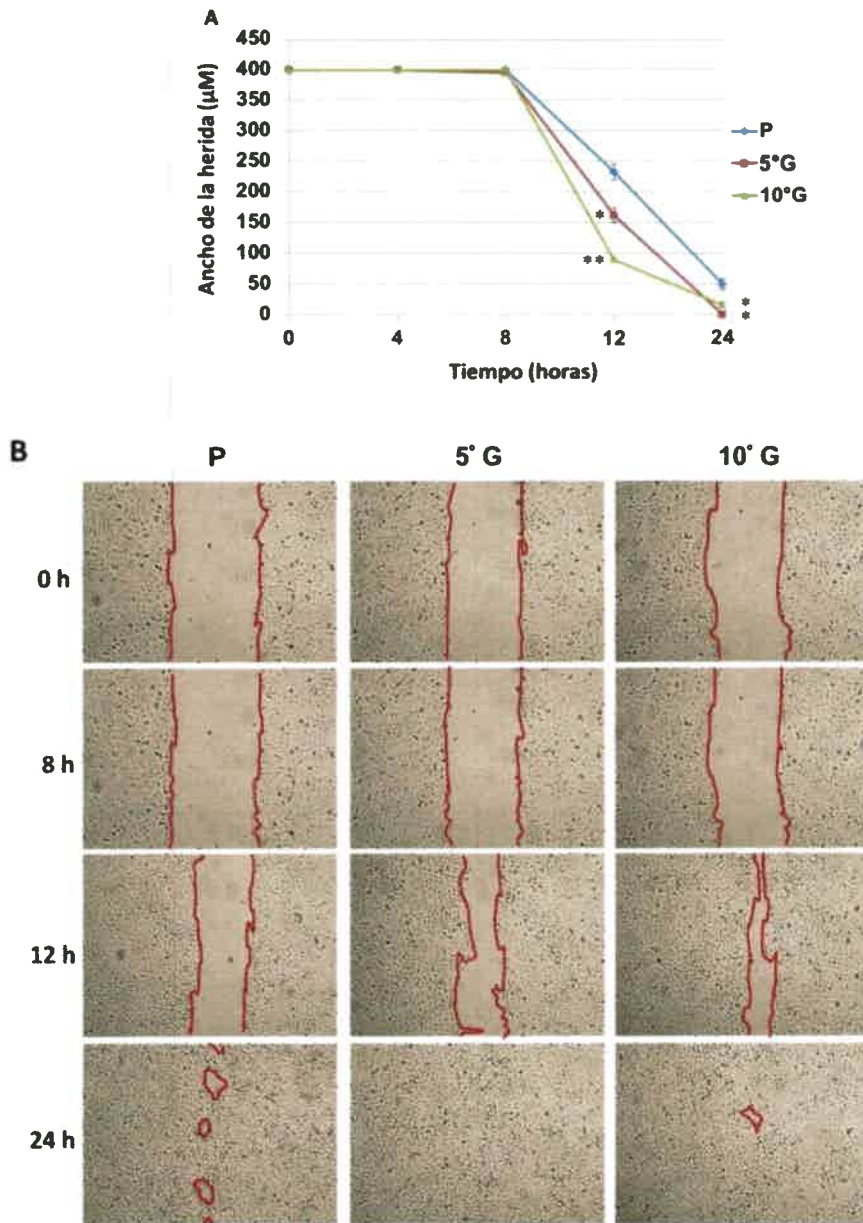 A
Ancho de la herida (µM)
450
400
350
300
250
200
150
100
50
0
*
**
*
*
0 4 8 12 24
Tiempo (horas)
P
5°G
10°G
B
P 5° G 10° G
0 h
8 h
12 h
24 h